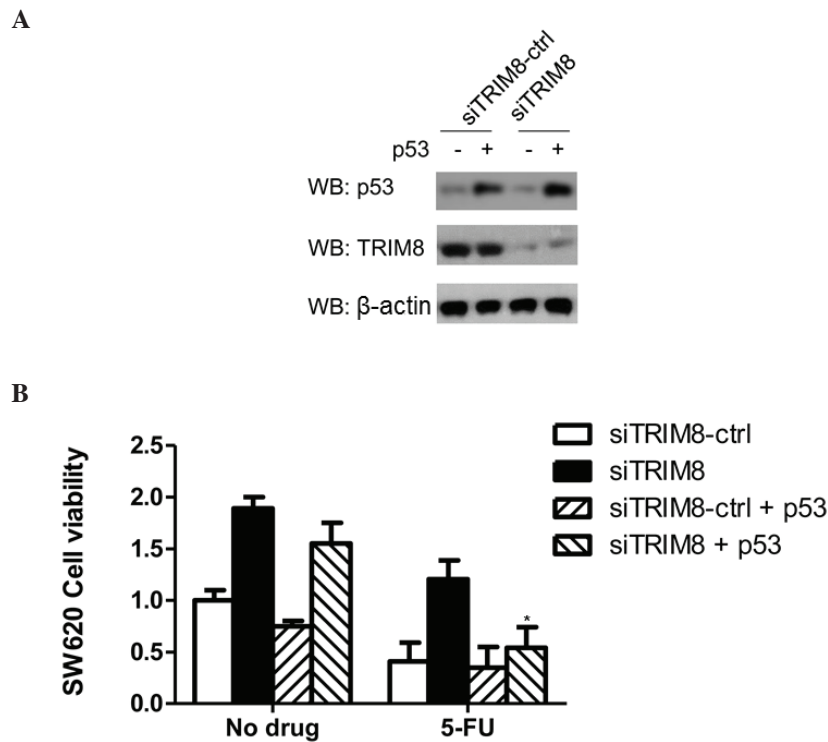 A
siTRIM8-ctrl
siTRIM8
p53 - + - +
WB: p53
WB: TRIM8
WB: β-actin
B
SW620 Cell viability
2.5
2.0
1.5
1.0
0.5
0.0
*
No drug
5-FU
siTRIM8-ctrl
siTRIM8
siTRIM8-ctrl + p53
siTRIM8 + p53